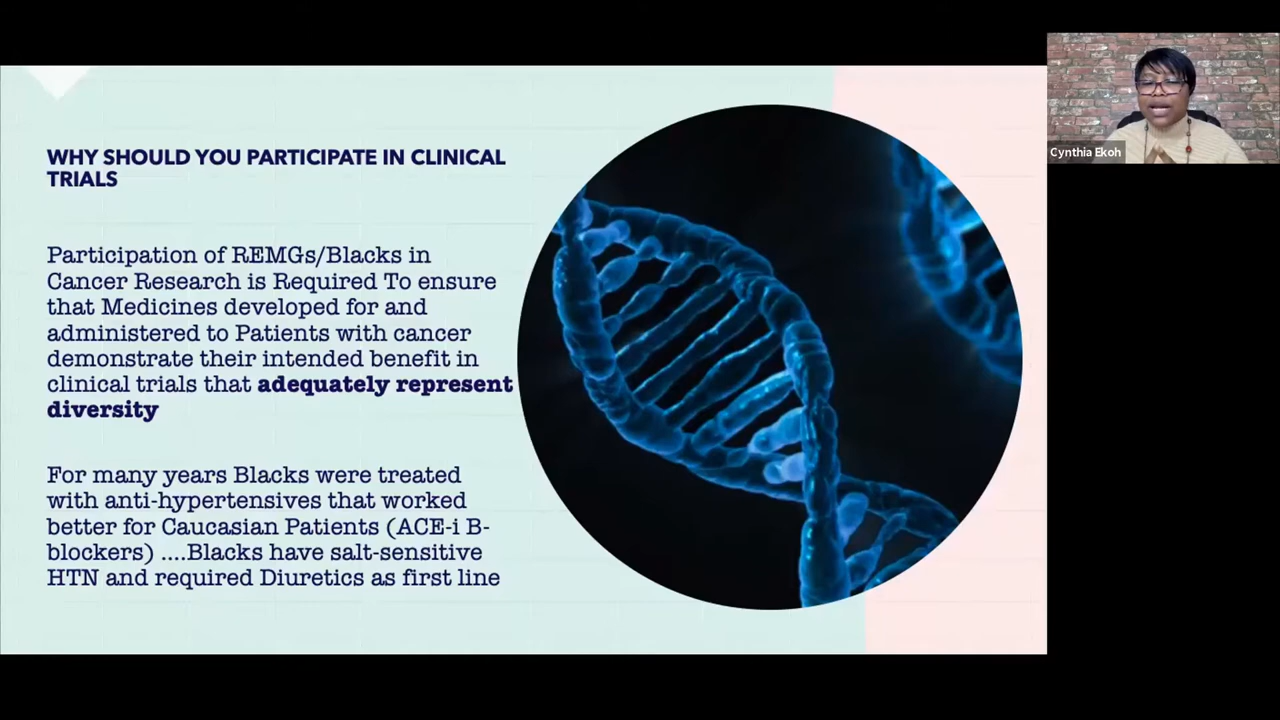 WHY SHOULD YOU PARTICIPATE IN CLINICAL
TRIALS
Participation of REMGs/Blacks in
Cancer Research is Required To ensure
that Medicines developed for and
administered to Patients with cancer
demonstrate their intended benefit in
clinical trials that adequately represent
diversity
For many years Blacks were treated
with anti-hypertensives that worked
better for Caucasian Patients (ACE-i B-
blockers) ....Blacks have salt-sensitive
HTN and required Diuretics as first line
Cynthia Ekoh